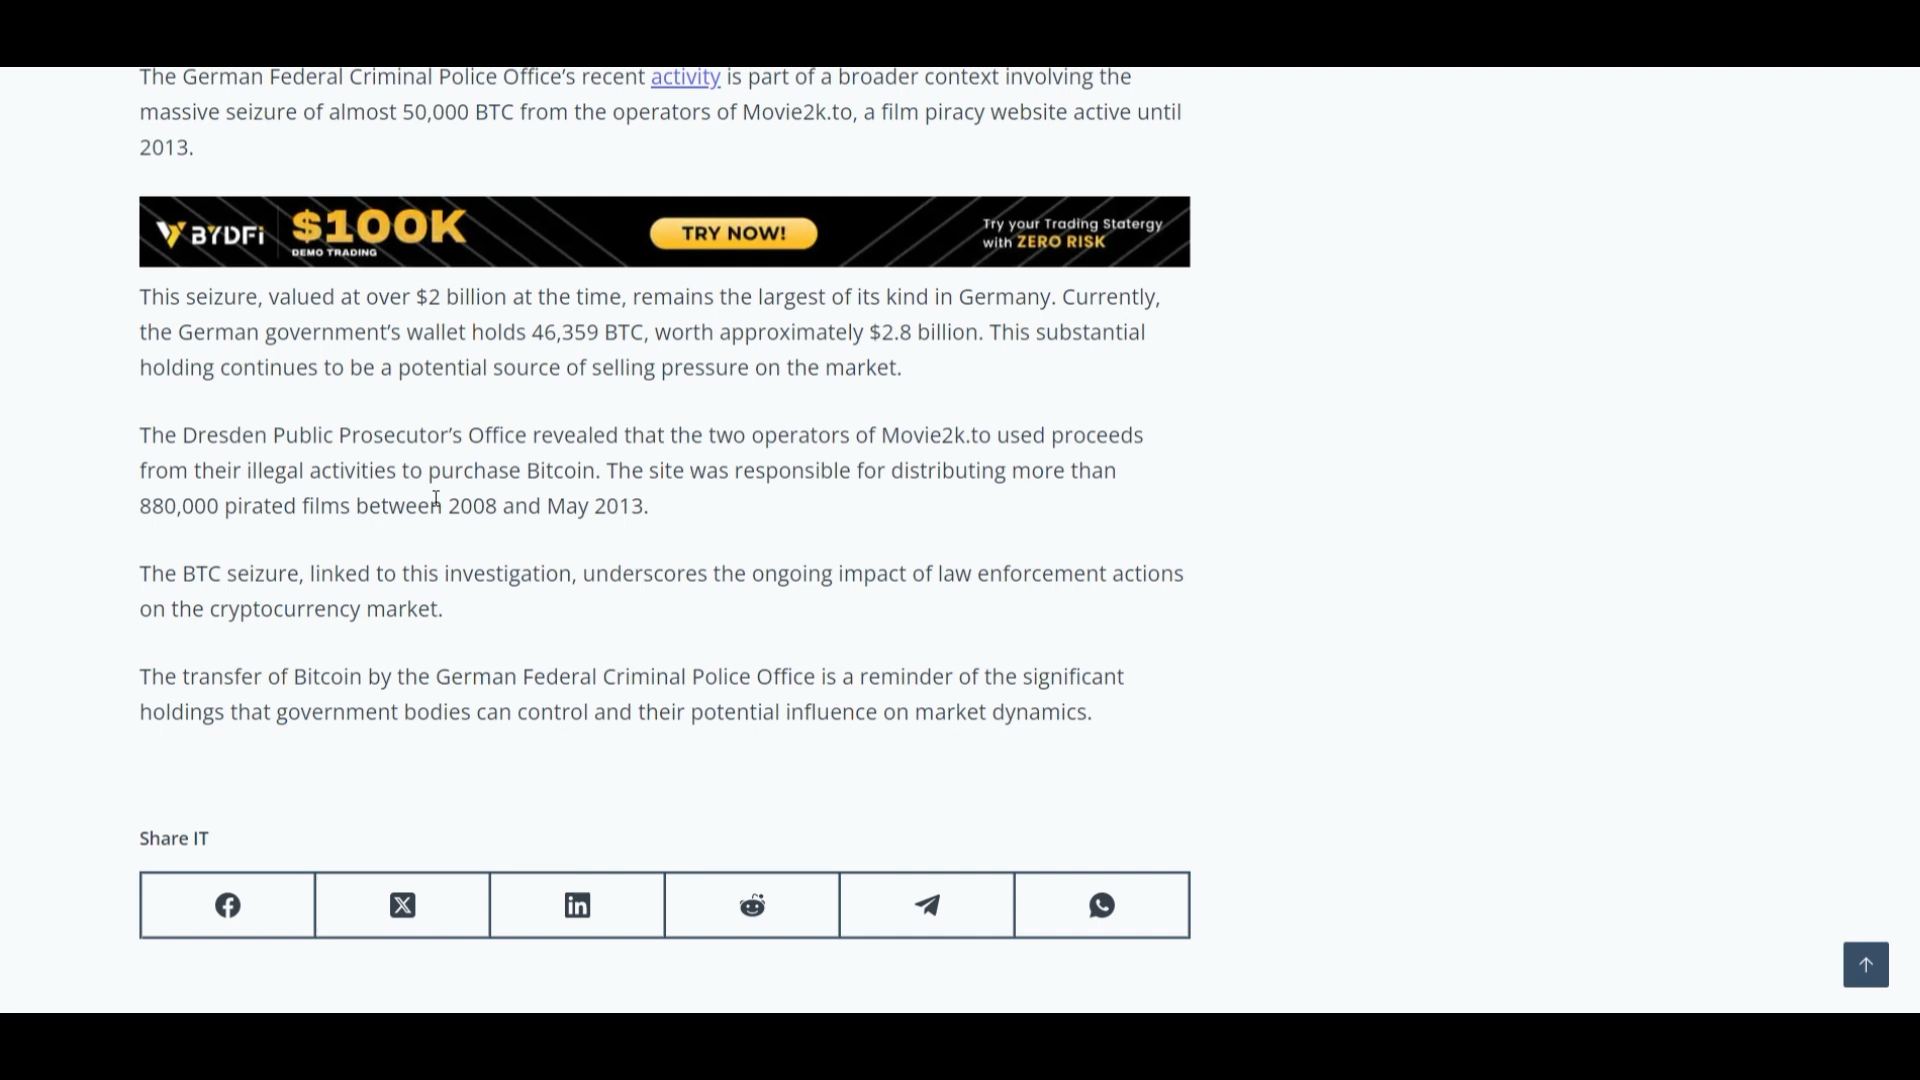 The German Federal Criminal Police Office’s recent activity is part of a broader context involving the
massive seizure of almost 50,000 BTC from the operators of Movie2k.to, a film piracy website active until
2013.
BYDFi
$100K
DEMO TRADING
TRY NOW!
Try your Trading Statergy
with ZERO RISK
This seizure, valued at over $2 billion at the time, remains the largest of its kind in Germany. Currently,
the German government’s wallet holds 46,359 BTC, worth approximately $2.8 billion. This substantial
holding continues to be a potential source of selling pressure on the market.
The Dresden Public Prosecutor’s Office revealed that the two operators of Movie2k.to used proceeds
from their illegal activities to purchase Bitcoin. The site was responsible for distributing more than
880,000 pirated films between 2008 and May 2013.
The BTC seizure, linked to this investigation, underscores the ongoing impact of law enforcement actions
on the cryptocurrency market.
The transfer of Bitcoin by the German Federal Criminal Police Office is a reminder of the significant
holdings that government bodies can control and their potential influence on market dynamics.
Share IT